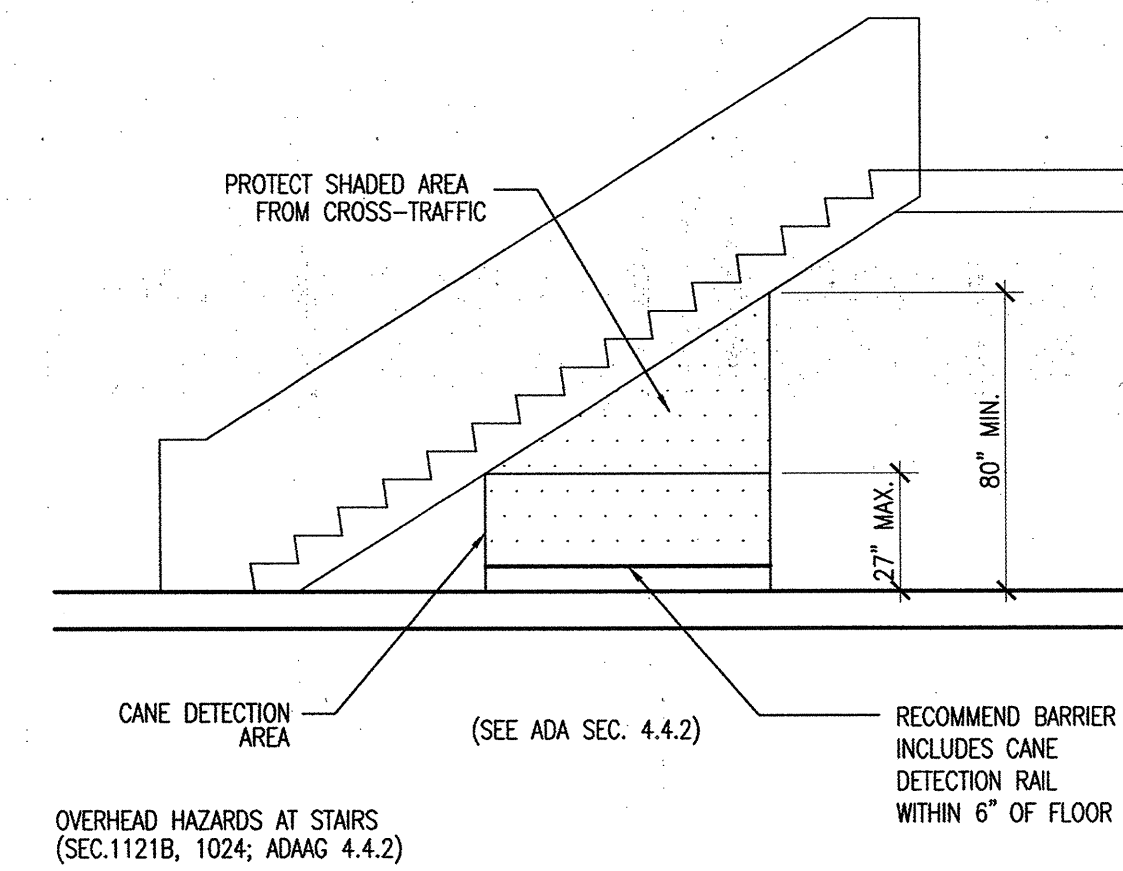 PROTECT SHADED AREA
FROM CROSS-TRAFFIC
80" MIN.
27" MAX.
CANE DETECTION
AREA
(SEE ADA SEC. 4.4.2)
RECOMMEND BARRIER
INCLUDES CANE
DETECTION RAIL
WITHIN 6" OF FLOOR
OVERHEAD HAZARDS AT STAIRS
(SEC.1121B, 1024; ADAAG 4.4.2)